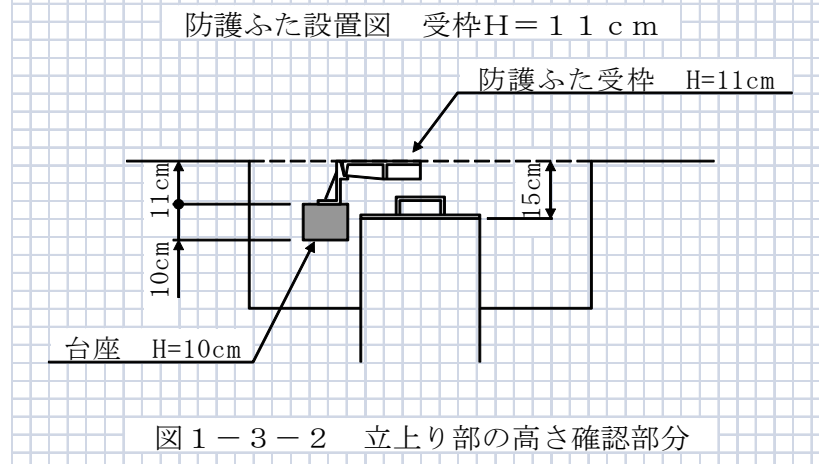 防護ふた設置図　受枠H＝１１ｃｍ
防護ふた受枠　H=11cm
11cm
15cm
10cm
台座　H=10cm
図１－３－２　立上り部の高さ確認部分